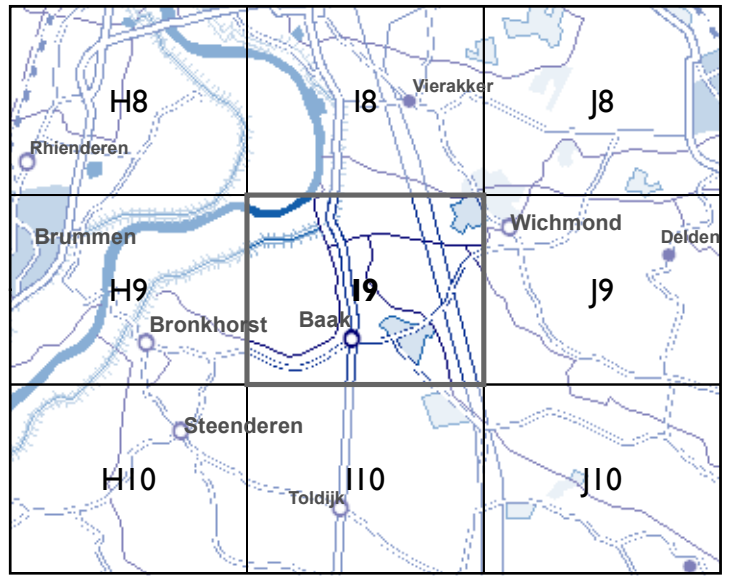 H8
I8
Vierakker
J8
Rhienderen
Brummen
Wichmond
Delden
H9
I9
J9
Bronkhorst
Baak
Steenderen
H10
I10
J10
Toldijk